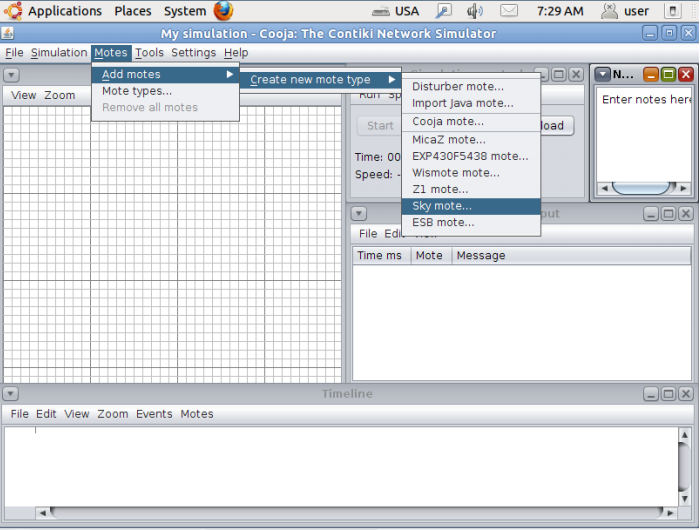 Applications Places System USA 7:29 AM user
My simulation - Cooja: The Contiki Network Simulator
File Simulation Motes Tools Settings Help
Add motes
Mote types...
Remove all motes
Create new mote type
Disturber mote...
Import Java mote...
Cooja mote...
MicaZ mote...
EXP430F5438 mote...
Wismote mote...
Z1 mote...
Sky mote...
ESB mote...
View Zoom
Run
Start
Time: 00
Speed: -
N...
Enter notes here
File Edit View
Time ms Mote Message
Timeline
File Edit View Zoom Events Motes